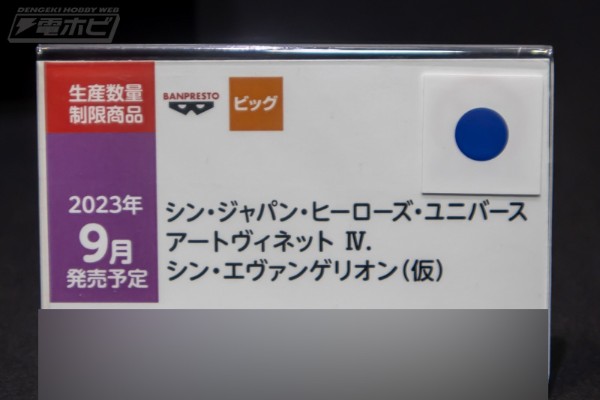 DENGEKI HOBBY WEB
電ホビ
生産数量
制限商品
BANPRESTO
ビッグ
2023年
9月
発売予定
シン・ジャパン・ヒーローズ・ユニバース
アートヴィネット Ⅳ.
シン・エヴァンゲリオン（仮）